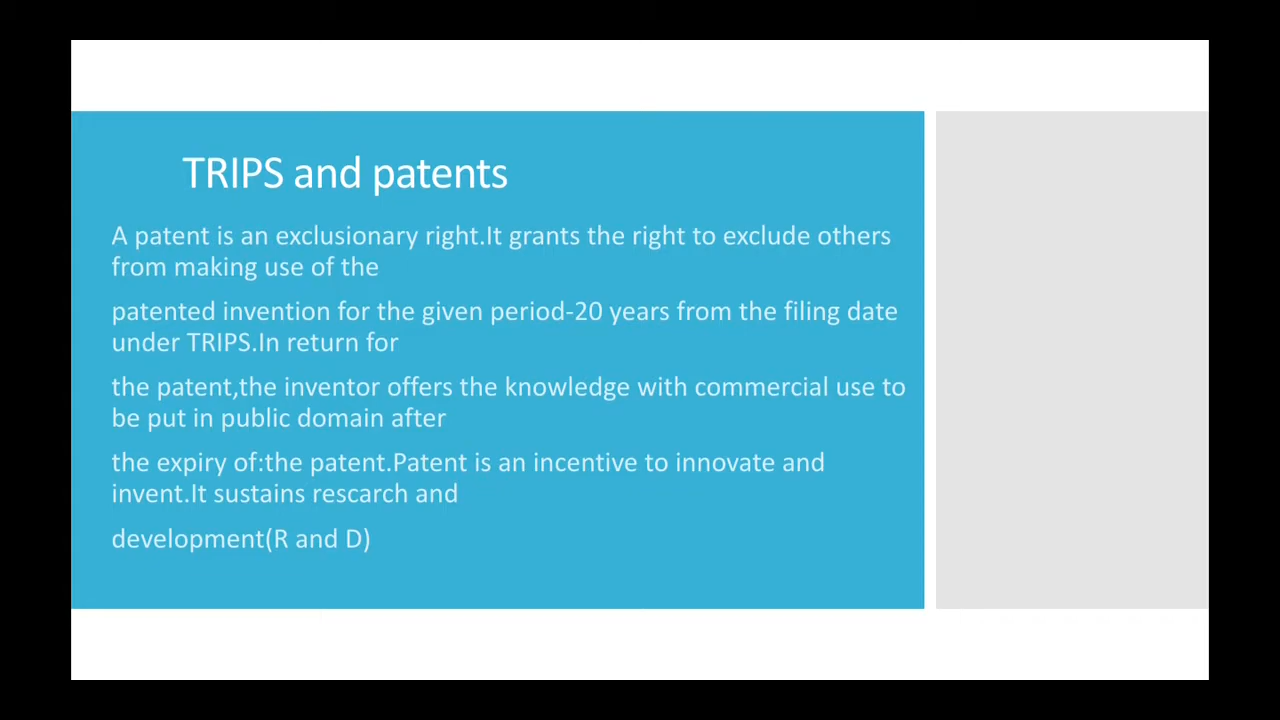 TRIPS and patents
A patent is an exclusionary right.It grants the right to exclude others
from making use of the
patented invention for the given period-20 years from the filing date
under TRIPS.In return for
the patent,the inventor offers the knowledge with commercial use to
be put in public domain after
the expiry of:the patent.Patent is an incentive to innovate and
invent.It sustains rescarch and
development(R and D)